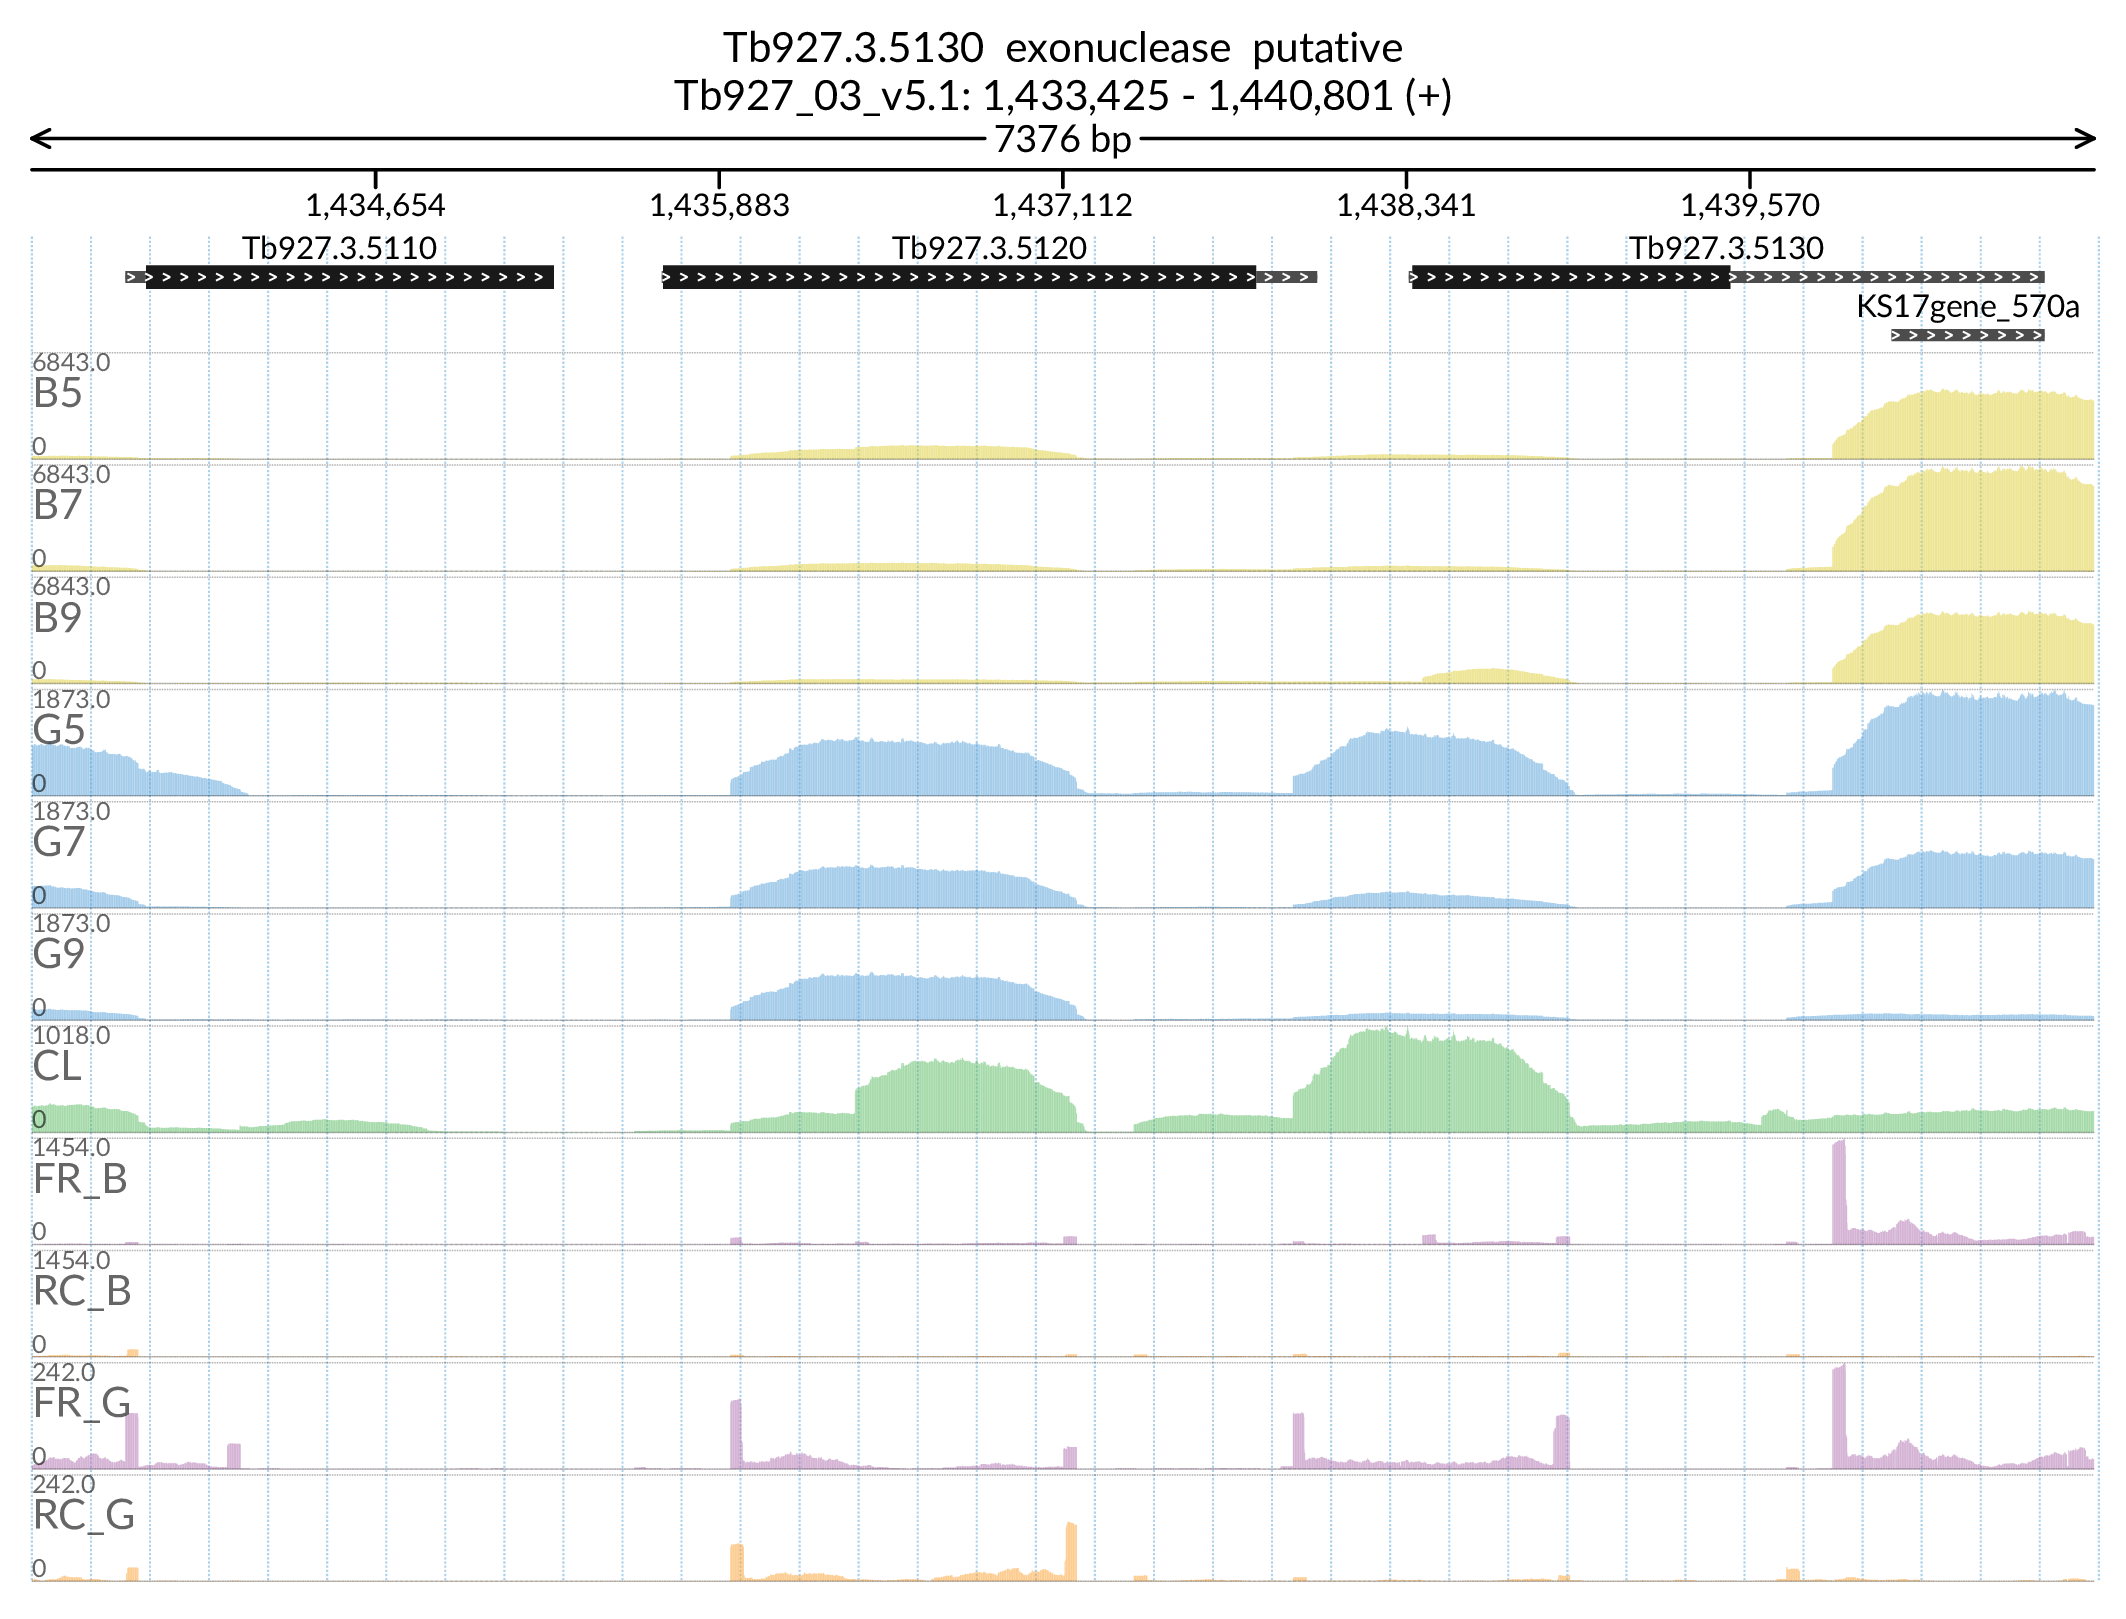 Tb927.3.5130 exonuclease putative
Tb927_03_v5.1: 1,433,425 - 1,440,801 (+)
7376 bp
1,434,654 1,435,883 1,437,112 1,438,341 1,439,570
Tb927.3.5110 Tb927.3.5120 Tb927.3.5130
KS17gene_570a
6843.0
B5
0
6843.0
B7
0
6843.0
B9
0
1873.0
G5
0
1873.0
G7
0
1873.0
G9
0
1018.0
CL
0
1454.0
FR_B
0
1454.0
RC_B
0
242.0
FR_G
0
242.0
RC_G
0